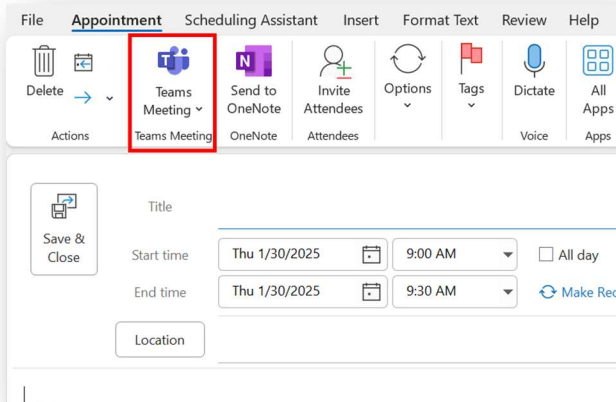 File Appointment Scheduling Assistant Insert Format Text Review Help
Delete
Teams
Meeting
Send to
OneNote
Invite
Attendees
Options
Tags
Dictate
All
Apps
Actions Teams Meeting OneNote Attendees Voice Apps
Save &
Close
Title
Start time Thu 1/30/2025 9:00 AM All day
End time Thu 1/30/2025 9:30 AM Make Rec
Location